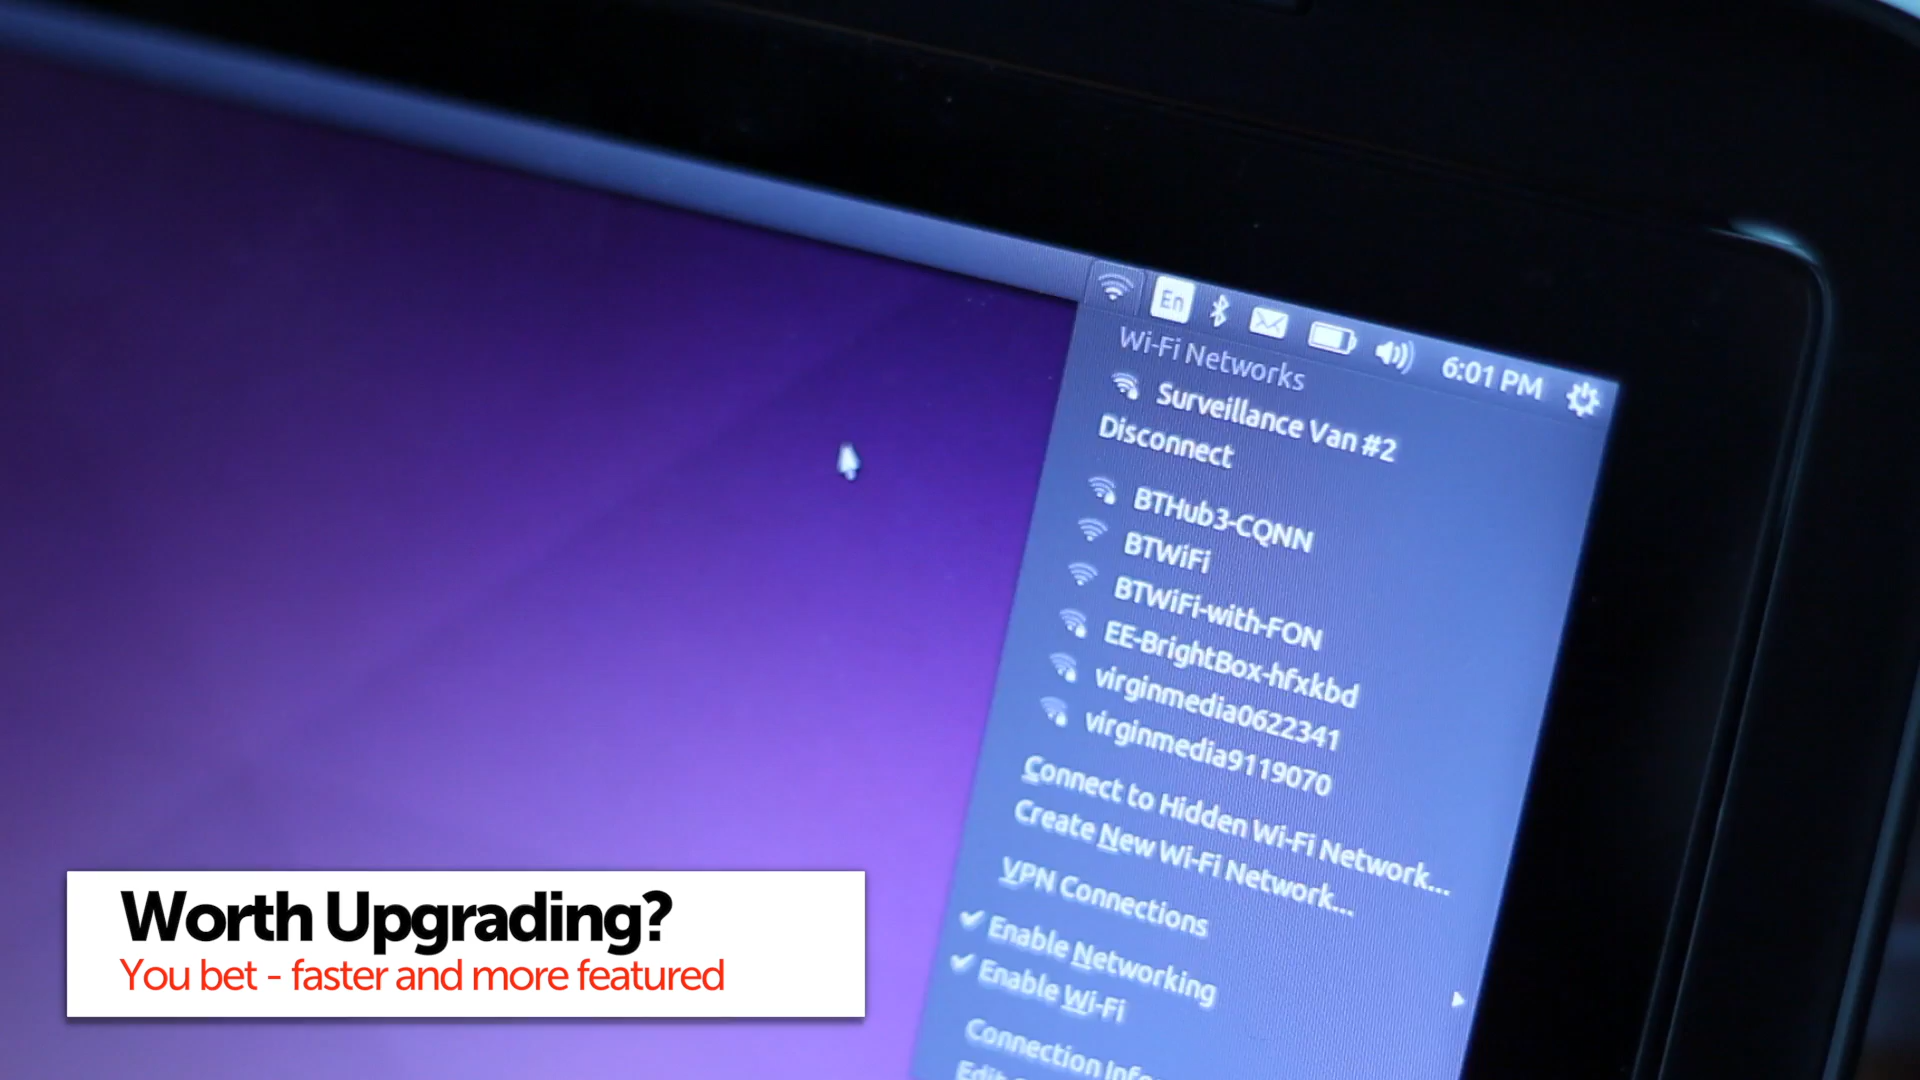 En
6:01 PM
Wi-Fi Networks
Surveillance Van #2
Disconnect
BTHub3-CQNN
BTWiFi
BTWiFi-with-FON
EE-BrightBox-hfxkbd
virginmedia0622341
virginmedia9119070
Connect to Hidden Wi-Fi Network...
Create New Wi-Fi Network...
VPN Connections
Enable Networking
Enable Wi-Fi
Connection
Worth Upgrading?
You bet - faster and more featured